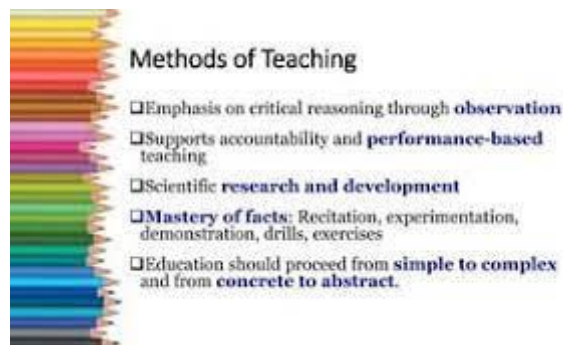 Methods of Teaching
❑Emphasis on critical reasoning through observation
❑Supports accountability and performance-based
teaching
❑Scientific research and development
❑Mastery of facts: Recitation, experimentation,
demonstration, drills, exercises
❑Education should proceed from simple to complex
and from concrete to abstract.